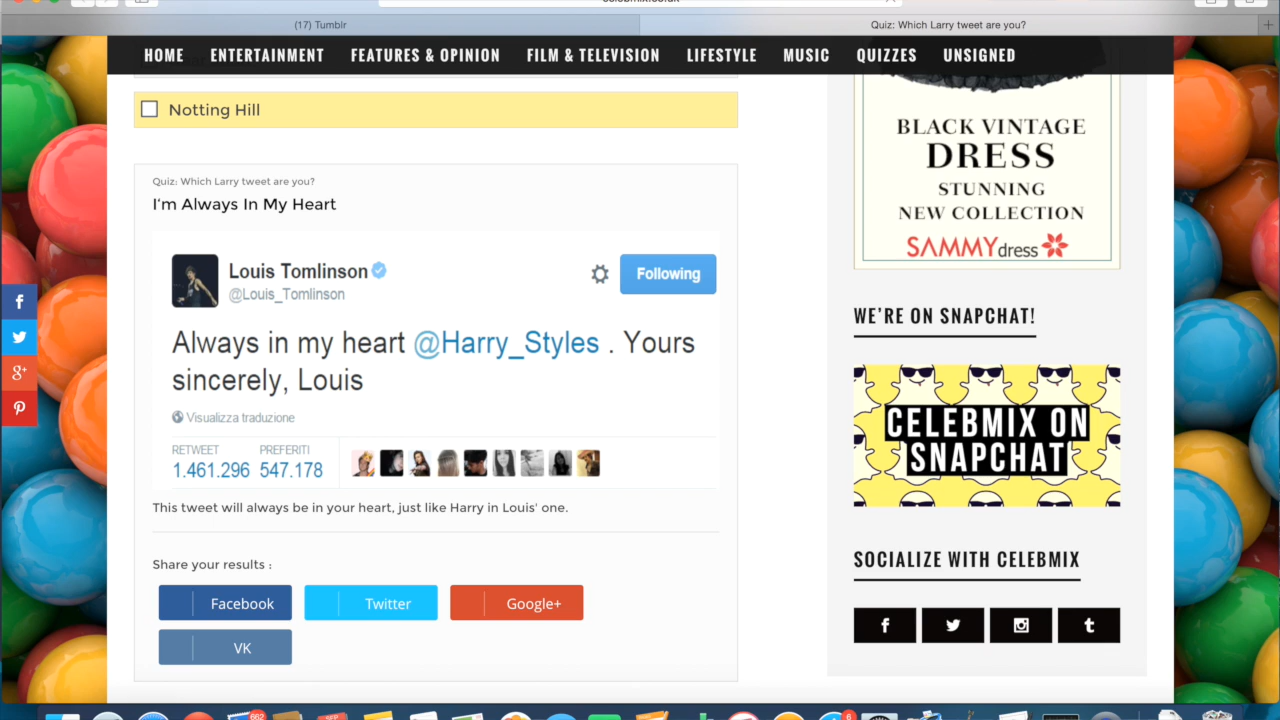 (17) Tumblr
Quiz: Which Larry tweet are you?
HOME ENTERTAINMENT FEATURES & OPINION FILM & TELEVISION LIFESTYLE MUSIC QUIZZES UNSIGNED
Notting Hill
Quiz: Which Larry tweet are you?
I'm Always In My Heart
Louis Tomlinson
@Louis_Tomlinson
Following
Always in my heart @Harry_Styles . Yours
sincerely, Louis
Visualizza traduzione
RETWEET PREFERITI
1.461.296 547.178
This tweet will always be in your heart, just like Harry in Louis' one.
Share your results :
Facebook Twitter Google+
VK
BLACK VINTAGE
DRESS
STUNNING
NEW COLLECTION
SAMMYdress
WE'RE ON SNAPCHAT!
CELEBMIX ON
SNAPCHAT
SOCIALIZE WITH CELEBMIX
662
6